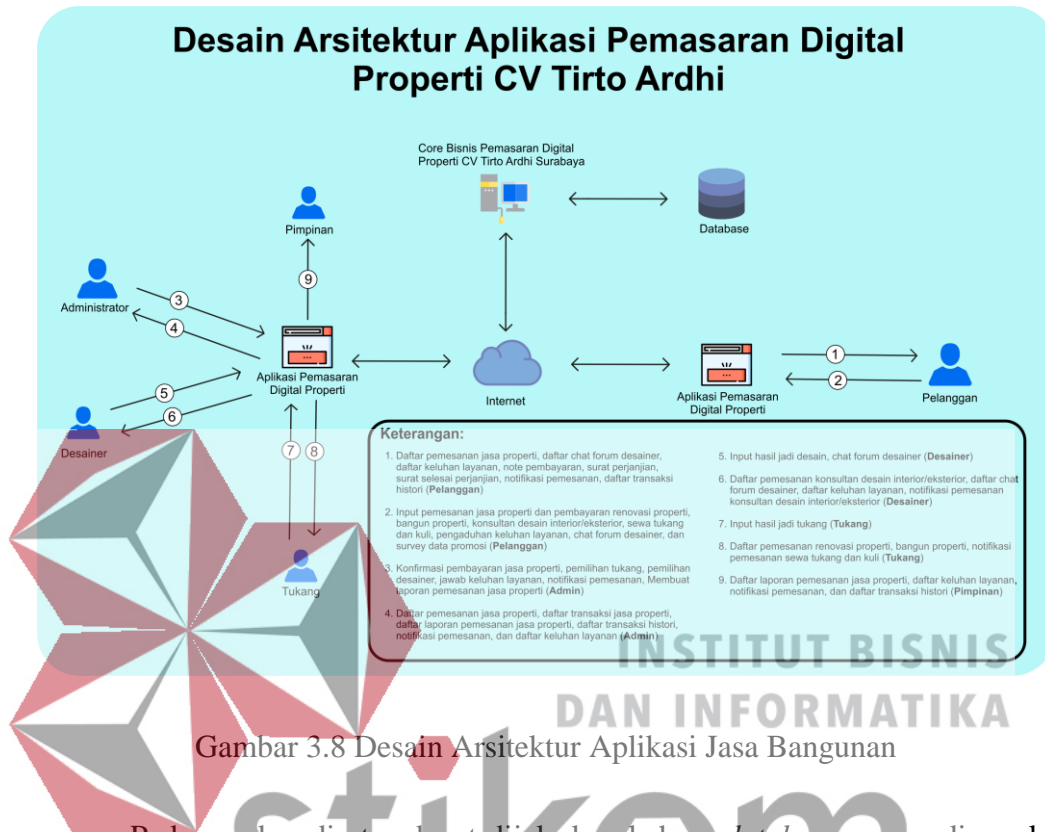 Desain Arsitektur Aplikasi Pemasaran Digital
Properti CV Tirto Ardhi
Core Bisnis Pemasaran Digital
Properti CV Tirto Ardhi Surabaya
Database
Pimpinan
Administrator
9
3
4
Aplikasi Pemasaran
Digital Properti
Internet
Aplikasi Pemasaran
Digital Properti
1
2
Pelanggan
5
6
Desainer
7
8
Tukang
Keterangan:
1. Daftar pemesanan jasa properti, daftar chat forum desainer,
daftar keluhan layanan, note pembayaran, surat perjanjian,
surat selesai perjanjian, notifikasi pemesanan, daftar transaksi
histori (Pelanggan)
2. Input pemesanan jasa properti dan pembayaran renovasi properti,
bangun properti, konsultan desain interior/eksterior, sewa tukang
dan kuli, pengaduhan keluhan layanan, chat forum desainer, dan
survey data promosi (Pelanggan)
3. Konfirmasi pembayaran jasa properti, pemilihan tukang, pemilihan
desainer, jawab keluhan layanan, notifikasi pemesanan, Membuat
laporan pemesanan jasa properti (Admin)
4. Daftar pemesanan jasa properti, daftar transaksi jasa properti,
daftar laporan pemesanan jasa properti, daftar transaksi histori,
notifikasi pemesanan, dan daftar keluhan layanan (Admin)
5. Input hasil jadi desain, chat forum desainer (Desainer)
6. Daftar pemesanan konsultan desain interior/eksterior, daftar chat
forum desainer, daftar keluhan layanan, notifikasi pemesanan
konsultan desain interior/eksterior (Desainer)
7. Input hasil jadi tukang (Tukang)
8. Daftar pemesanan renovasi properti, bangun properti, notifikasi
pemesanan sewa tukang dan kuli (Tukang)
9. Daftar laporan pemesanan jasa properti, daftar keluhan layanan,
notifikasi pemesanan, dan daftar transaksi histori (Pimpinan)
INSTITUT BISNIS
DAN INFORMATIKA
Gambar 3.8 Desain Arsitektur Aplikasi Jasa Bangunan
stikom